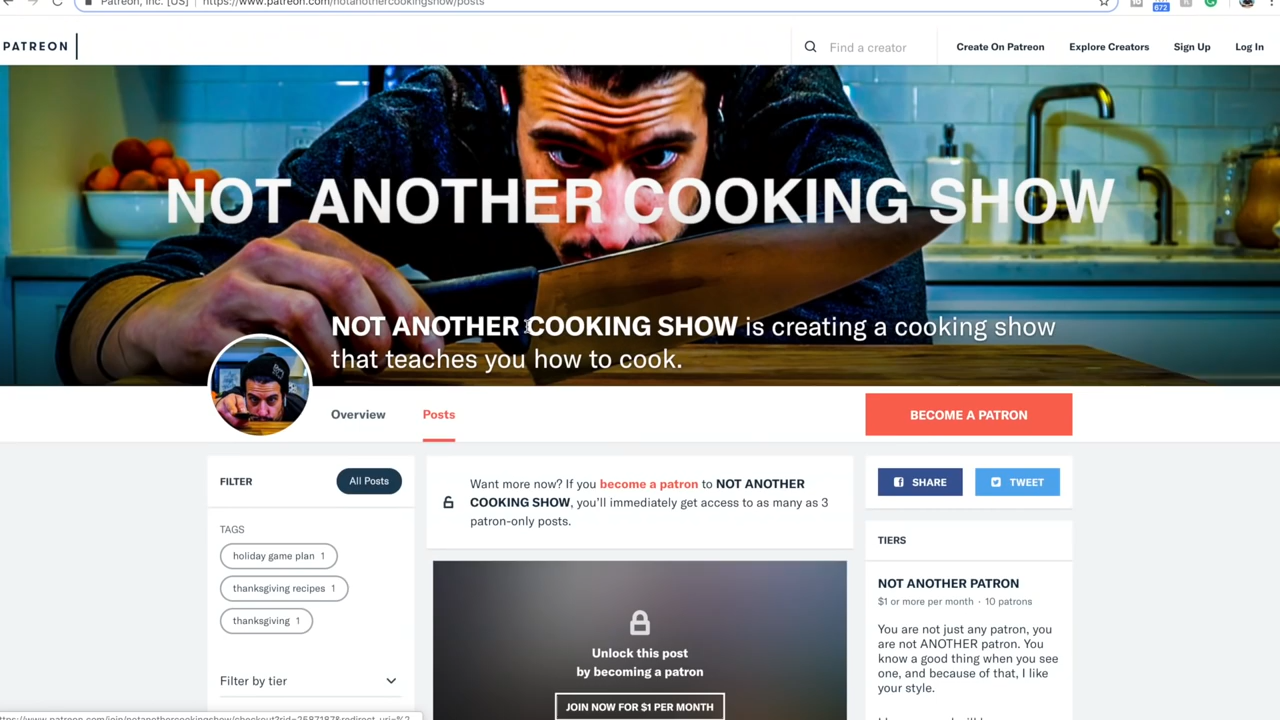 Patreon, Inc. [US]
https://www.patreon.com/notanothercookingshow/posts
672
PATREON
Find a creator
Create On Patreon
Explore Creators
Sign Up
Log In
NOT ANOTHER COOKING SHOW
NOT ANOTHER COOKING SHOW is creating a cooking show
that teaches you how to cook.
Overview
Posts
BECOME A PATRON
FILTER
All Posts
TAGS
holiday game plan 1
thanksgiving recipes 1
thanksgiving 1
Filter by tier
Want more now? If you become a patron to NOT ANOTHER
COOKING SHOW, you'll immediately get access to as many as 3
patron-only posts.
Unlock this post
by becoming a patron
JOIN NOW FOR $1 PER MONTH
SHARE
TWEET
TIERS
NOT ANOTHER PATRON
$1 or more per month · 10 patrons
You are not just any patron, you
are not ANOTHER patron. You
know a good thing when you see
one, and because of that, I like
your style.